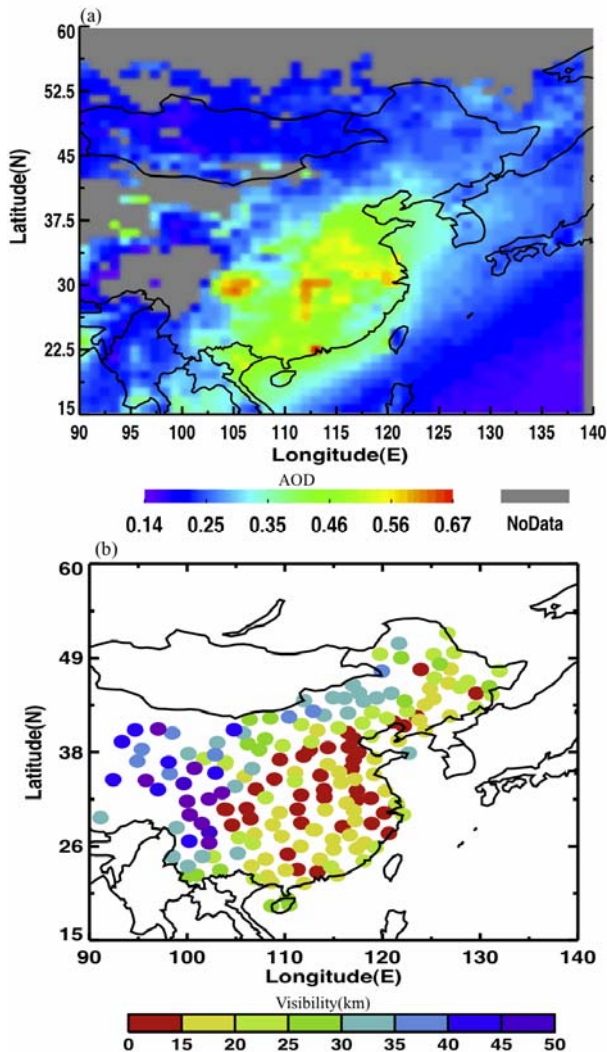 (a)
60
52.5
45
37.5
30
22.5
15
Latitude(N)
90 95 100 105 110 115 120 125 130 135 140
Longitude(E)
AOD
0.14 0.25 0.35 0.46 0.56 0.67 NoData
(b)
60
49
38
26
15
Latitude(N)
90 100 110 120 130 140
Longitude(E)
Visibility(km)
0 15 20 25 30 35 40 45 50